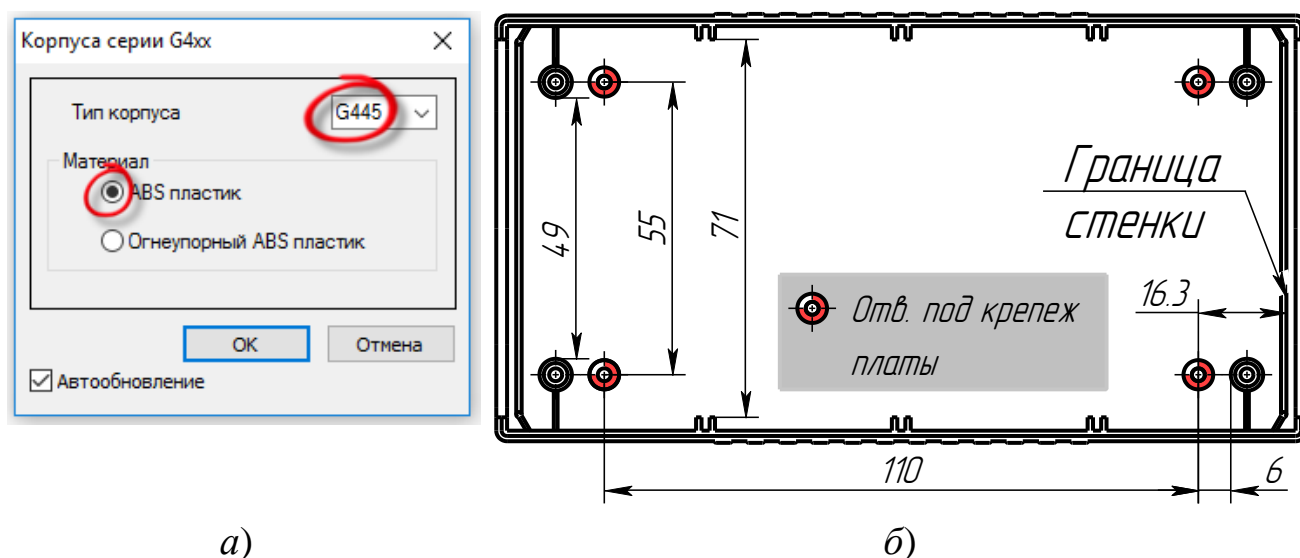 Корпуса серии G4xx
Тип корпуса
G445
Материал
ABS пластик
Огнеупорный ABS пластик
OK
Отмена
Автообновление
49
55
71
Граница
стенки
16.3
Отв. под крепеж
платы
110
6
а)
б)